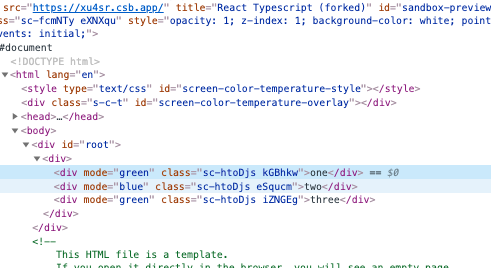 src="https://xu4sr.csb.app/" title="React Typescript (forked)" id="sandbox-preview
ss="sc-fcmNTy eXNXqu" style="opacity: 1; z-index: 1; background-color: white; point
vents: initial;">
#document
<!DOCTYPE html>
▼<html lang="en">
<style type="text/css" id="screen-color-temperature-style"></style>
<div class="s-c-t" id="screen-color-temperature-overlay"></div>
▶<head>…</head>
▼<body>
▼<div id="root">
▼<div>
<div mode="green" class="sc-htoDjs kGBhkw">one</div> == $0
<div mode="blue" class="sc-htoDjs eSqucm">two</div>
<div mode="green" class="sc-htoDjs iZNGEg">three</div>
</div>
</div>
<!--
This HTML file is a template.
If you open it directly in the browser, you will see an empty page